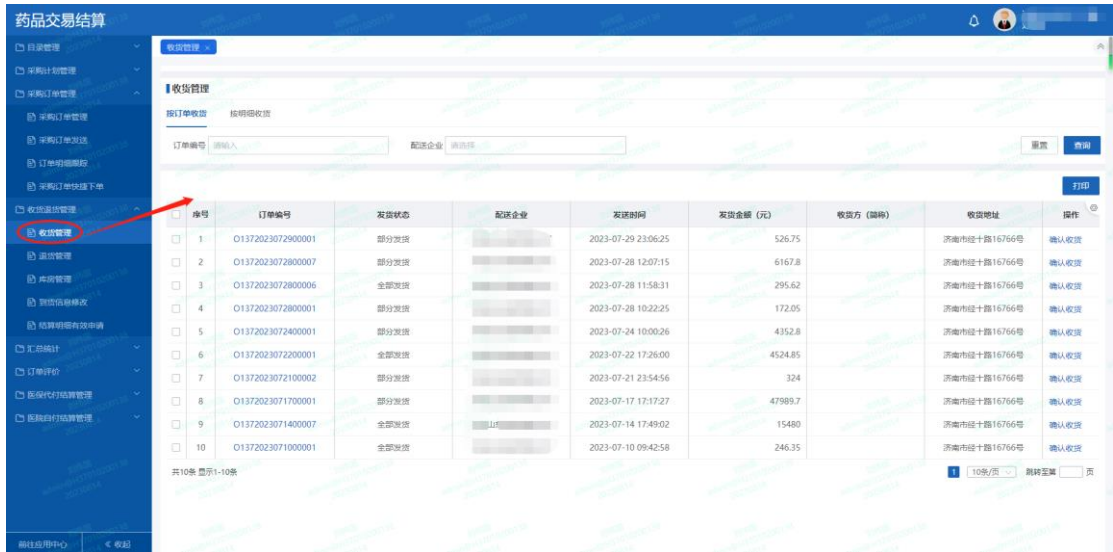 药品交易结算
目录管理
采购计划管理
采购订单管理
采购订单管理
采购订单发送
订单明细跟踪
采购订单快捷下单
收货退货管理
收货管理
退货管理
库房管理
到货信息修改
结算明细有效申请
汇总统计
订单评价
医保代付结算管理
医院自付结算管理
前往应用中心 收起
收货管理 ×
收货管理
按订单收货 按明细收货
订单编号 请输入 配送企业 请选择 重置 查询
打印
序号 订单编号 发货状态 配送企业 发送时间 发货金额（元） 收货方（简称） 收货地址 操作
1 O1372023072900001 部分发货 2023-07-29 23:06:25 526.75 济南市经十路16766号 确认收货
2 O1372023072800007 部分发货 2023-07-28 12:07:15 6167.8 济南市经十路16766号 确认收货
3 O1372023072800006 全部发货 2023-07-28 11:58:31 295.62 济南市经十路16766号 确认收货
4 O1372023072800001 部分发货 2023-07-28 10:22:25 172.05 济南市经十路16766号 确认收货
5 O1372023072400001 部分发货 2023-07-24 10:00:26 4352.8 济南市经十路16766号 确认收货
6 O1372023072200001 全部发货 2023-07-22 17:26:00 4524.85 济南市经十路16766号 确认收货
7 O1372023072100002 部分发货 2023-07-21 23:54:56 324 济南市经十路16766号 确认收货
8 O1372023071700001 部分发货 2023-07-17 17:17:27 47989.7 济南市经十路16766号 确认收货
9 O1372023071400007 全部发货 2023-07-14 17:49:02 15480 济南市经十路16766号 确认收货
10 O1372023071000001 全部发货 2023-07-10 09:42:58 246.35 济南市经十路16766号 确认收货
共10条 显示1-10条 1 10条/页 跳转至第 页